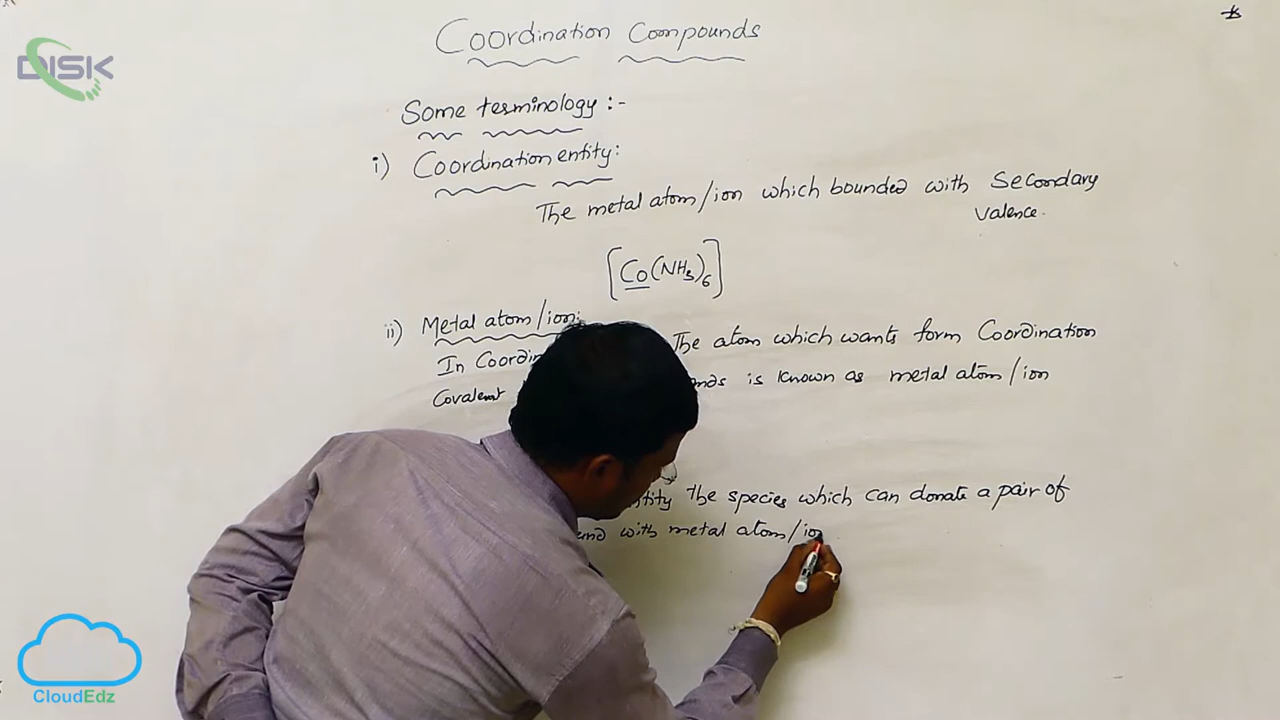 Coordination Compounds
DISK
Some terminology :-
i) Coordination entity:
The metal atom/ion which bounded with Secondary
Valence.
[Co(NH3)6]
ii) Metal atom/ion:
In Coordin The atom which wants form Coordination
Covalent is known as metal atom/ion
the species which can donate a pair of
with metal atom/ion
CloudEdz